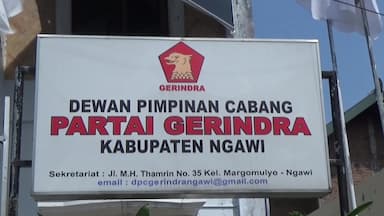 GERINDRA
DEWAN PIMPINAN CABANG
PARTAI GERINDRA
KABUPATEN NGAWI
Sekretariat : Jl. M.H. Thamrin No. 35 Kel. Margomulyo - Ngawi
email : dpcgerindrangawi@gmail.com